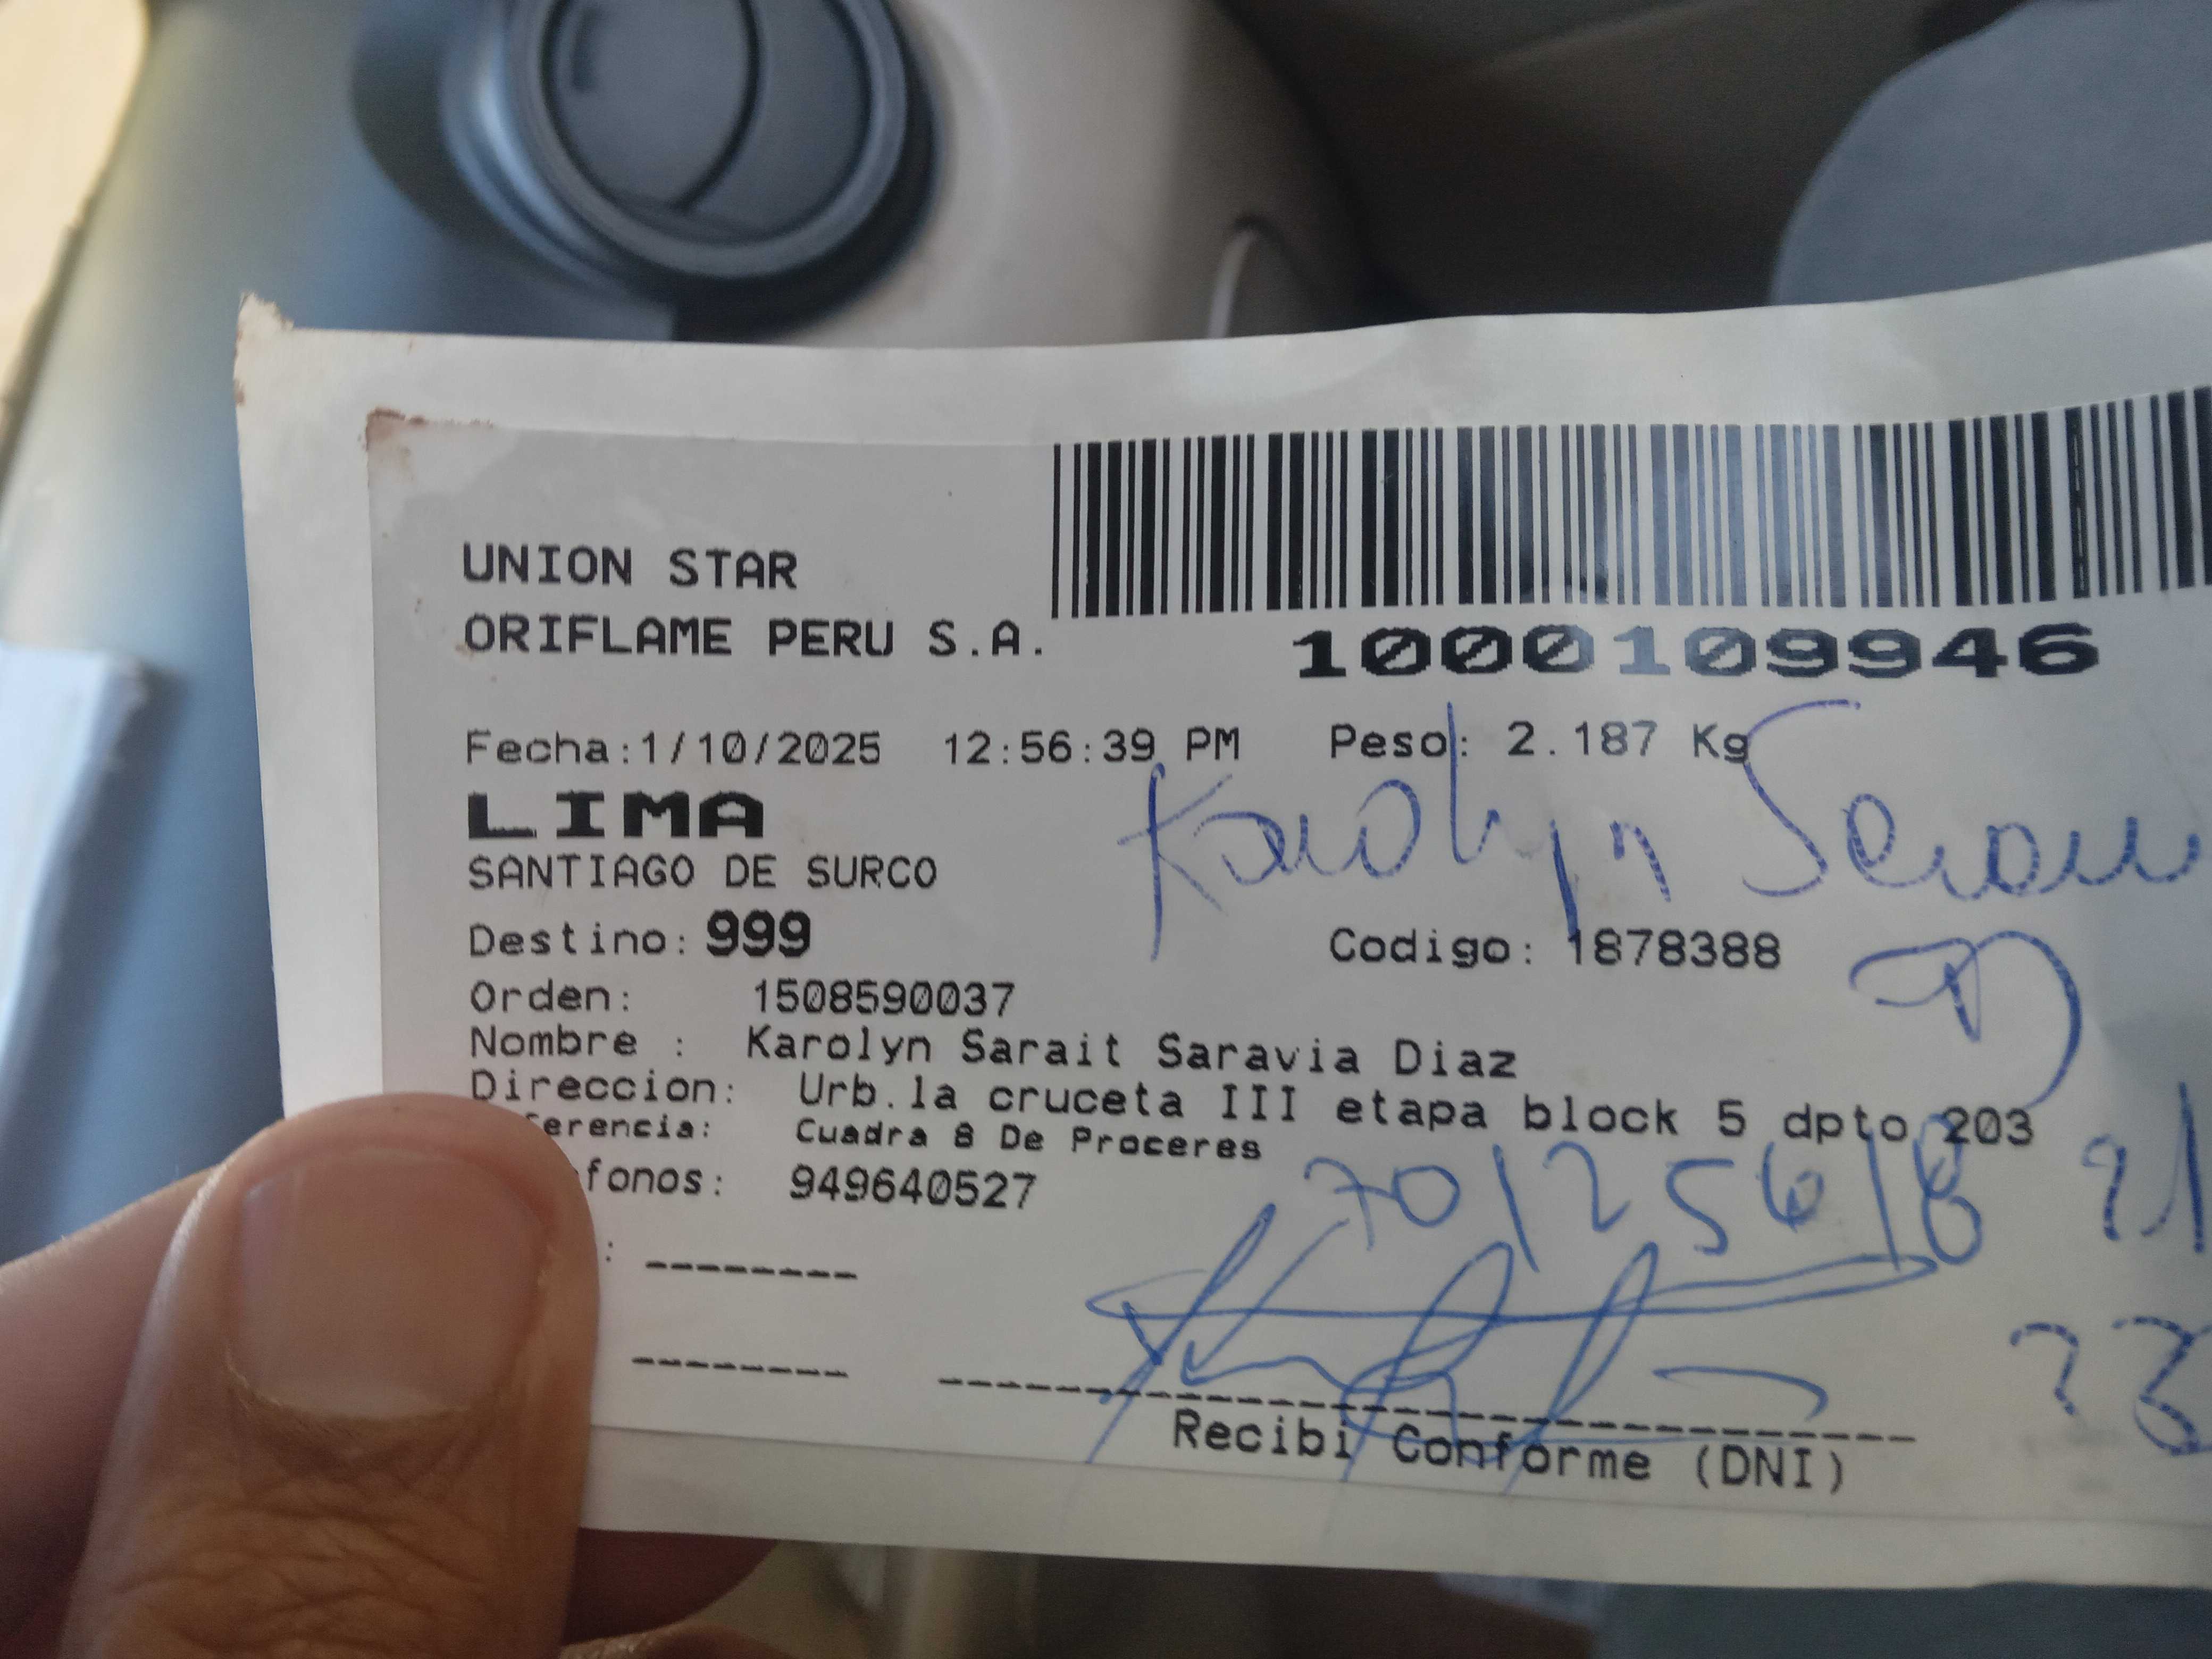 UNION STAR
ORIFLAME PERU S.A.
1000109946
Fecha:1/10/2025 12:56:39 PM Peso: 2.187 Kg
LIMA
Karolyn
SANTIAGO DE SURCO
Destino: 999 Codigo: 1878388
Orden: 1508590037
Nombre : Karolyn Sarait Saravia Diaz
Direccion: Urb.la cruceta III etapa block 5 dpto 203
erencia: Cuadra 8 De Proceres
fonos: 949640527
: --------
Recibi Conforme (DNI)